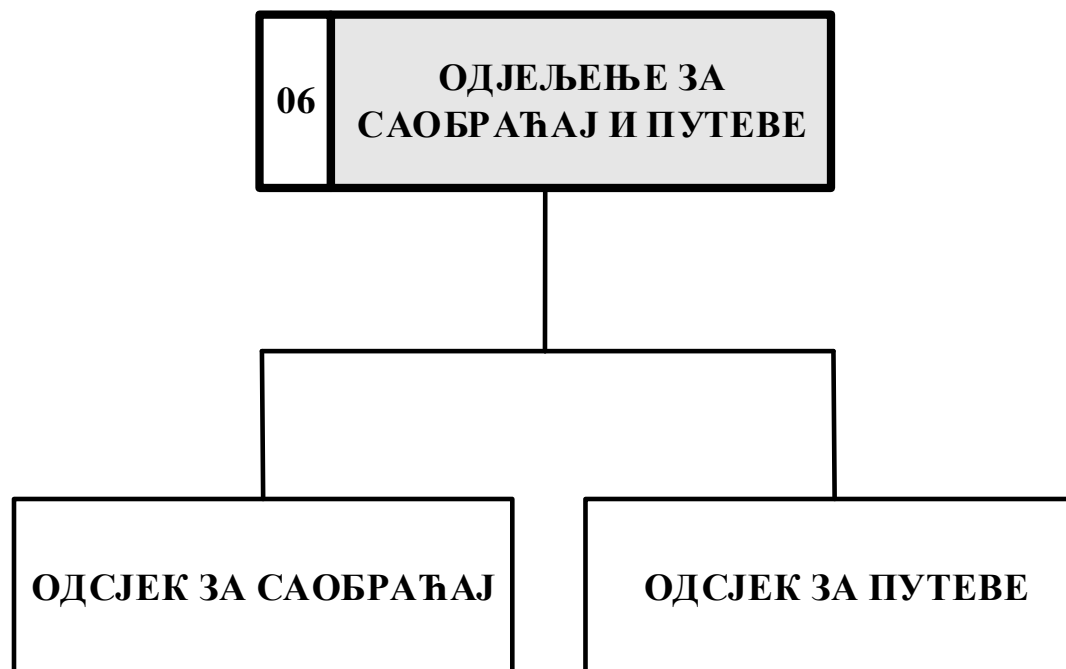 06
ОДЈЕЉЕЊЕ ЗА
САОБРАЋАЈ И ПУТЕВЕ
ОДСЈЕК ЗА САОБРАЋАЈ
ОДСЈЕК ЗА ПУТЕВЕ